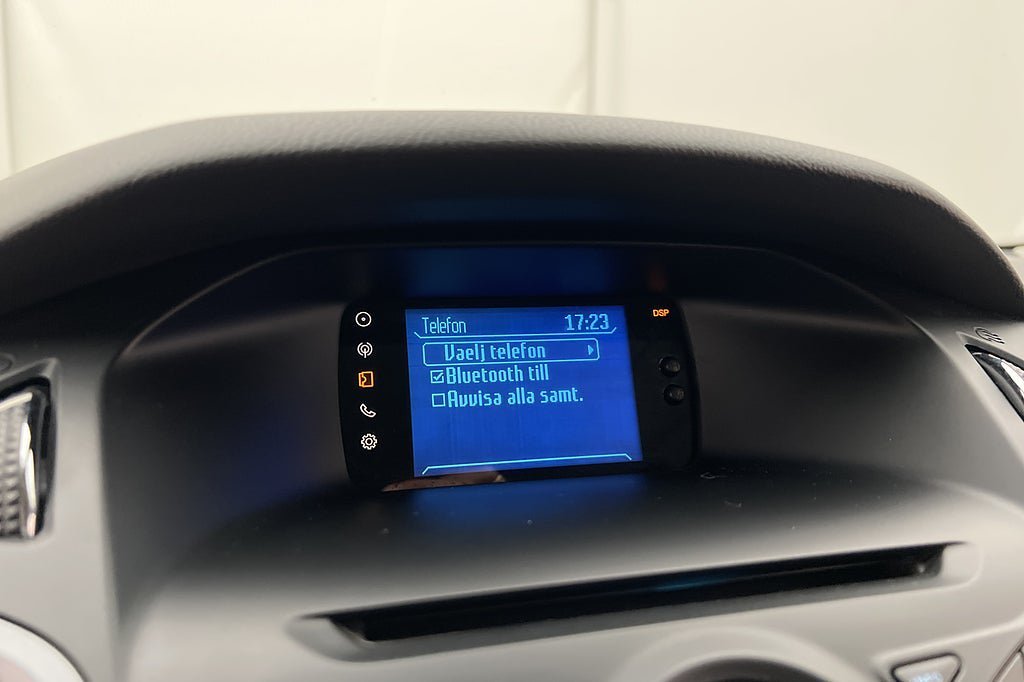 Telefon 17:23
DSP
Vaelj telefon
Bluetooth till
Avvisa alla samt.